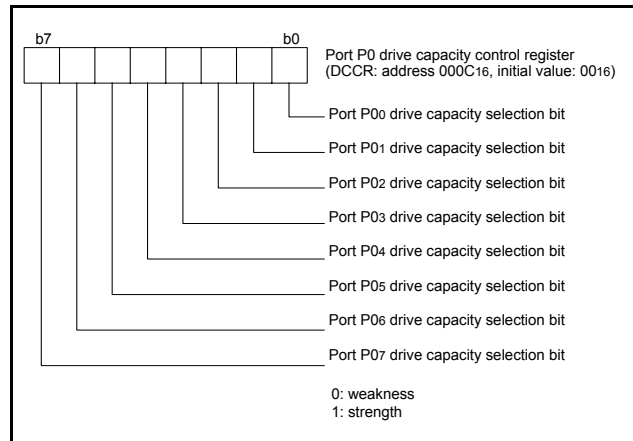 b7 b0
Port P0 drive capacity control register
(DCCR: address 000C16, initial value: 0016)
Port P00 drive capacity selection bit
Port P01 drive capacity selection bit
Port P02 drive capacity selection bit
Port P03 drive capacity selection bit
Port P04 drive capacity selection bit
Port P05 drive capacity selection bit
Port P06 drive capacity selection bit
Port P07 drive capacity selection bit
0: weakness
1: strength